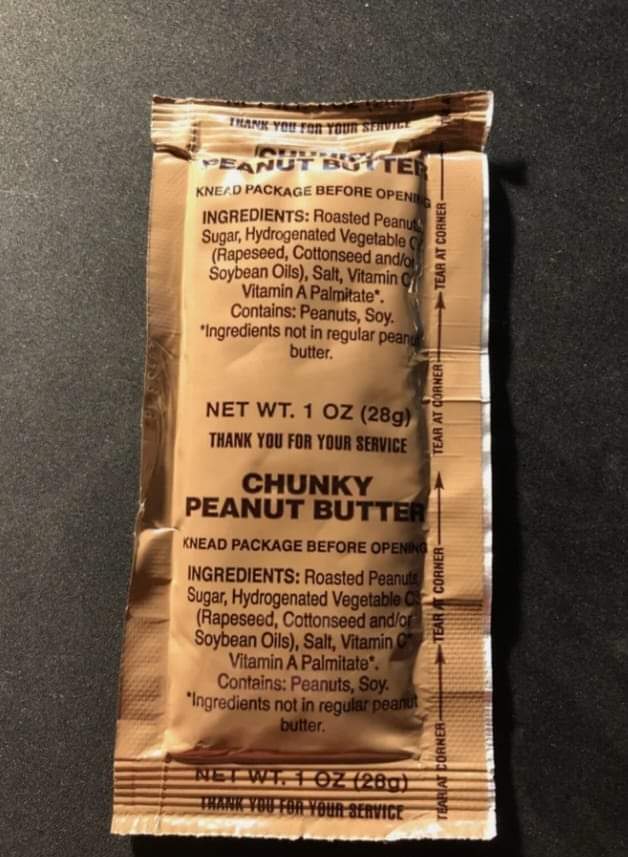 THANK YOU FOR YOUR SERVICE
CHUNKY
PEANUT BUTTER
KNEAD PACKAGE BEFORE OPENING
INGREDIENTS: Roasted Peanuts
Sugar, Hydrogenated Vegetable
(Rapeseed, Cottonseed and/or
Soybean Oils), Salt, Vitamin C
Vitamin A Palmitate*.
Contains: Peanuts, Soy.
*Ingredients not in regular peanut
butter.
NET WT. 1 OZ (28g)
THANK YOU FOR YOUR SERVICE
CHUNKY
PEANUT BUTTER
KNEAD PACKAGE BEFORE OPENING
INGREDIENTS: Roasted Peanuts
Sugar, Hydrogenated Vegetable
(Rapeseed, Cottonseed and/or
Soybean Oils), Salt, Vitamin C*
Vitamin A Palmitate*.
Contains: Peanuts, Soy.
*Ingredients not in regular peanut
butter.
NET WT. 1 OZ (28g)
THANK YOU FOR YOUR SERVICE
TEAR AT CORNER
TEAR AT CORNER
TEAR AT CORNER
TEAR AT CORNER